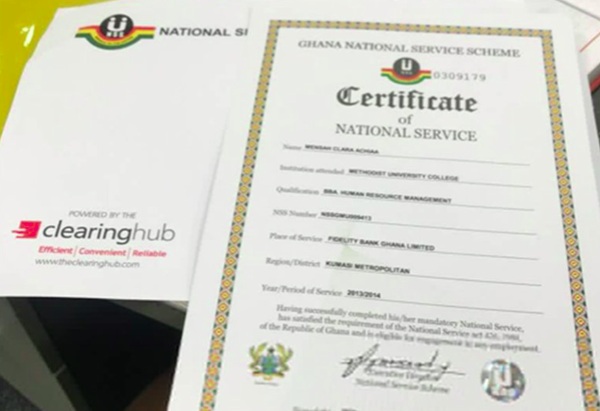 NSS
NATIONAL
POWERED BY THE
clearinghub
Efficient | Convenient | Reliable
www.theclearinghub.com
GHANA NATIONAL SERVICE SCHEME
NSS
0309179
Certificate
of
NATIONAL SERVICE
Name MENSAH CLARA ACHIAA
Institution attended METHODIST UNIVERSITY COLLEGE
Qualification BBA. HUMAN RESOURCE MANAGEMENT
NSS Number NSSGMU009413
Place of Service FIDELITY BANK GHANA LIMITED
Region/District KUMASI METROPOLITAN
Year/Period of Service 2013/2014
Having successfully completed his/her mandatory National Service,
has satisfied the requirement of the National Service act 426, 1980,
of the Republic of Ghana and is eligible for engagement in any employment.
Executive Director
National Service Scheme